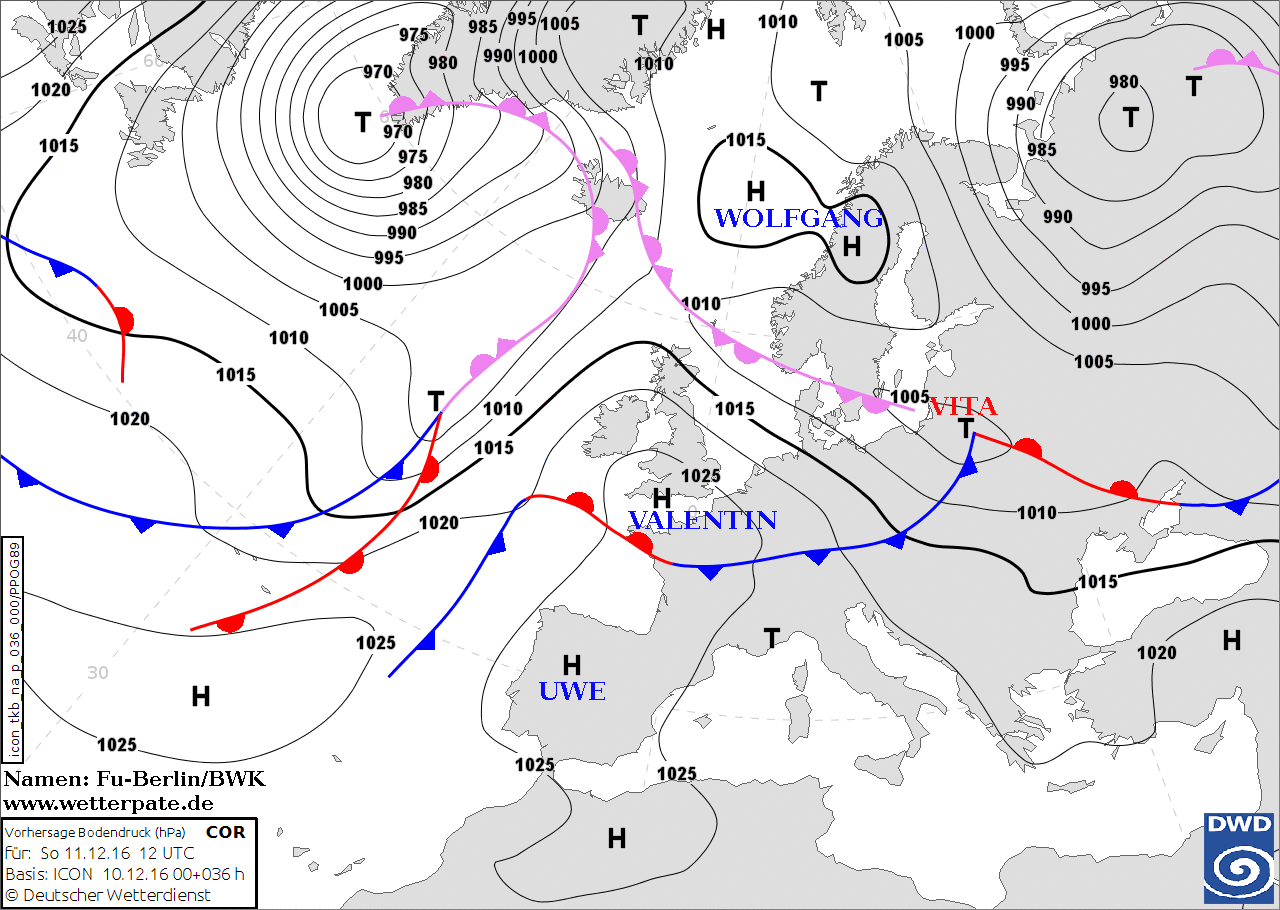 1025
975
985
995
1005
T
H
1010
1005
1000
60
1020
970
980
990
1000
1010
T
995
980
T
T
T
970
990
T
985
1015
975
1015
980
H
985
WOLFGANG
990
990
H
995
1000
995
1005
1010
1000
40
1010
1005
1015
T
1010
1015
1005
VITA
T
1020
1015
1025
H
1020
VALENTIN
0
1010
icon_tkb_na_p_036_000/PPOG89
1015
1025
T
H
1020
30
H
UWE
H
1025
1025
1025
Namen: Fu-Berlin/BWK
www.wetterpate.de
Vorhersage Bodendruck (hPa) COR
für: So 11.12.16 12 UTC
Basis: ICON 10.12.16 00+036 h
© Deutscher Wetterdienst
H
DWD